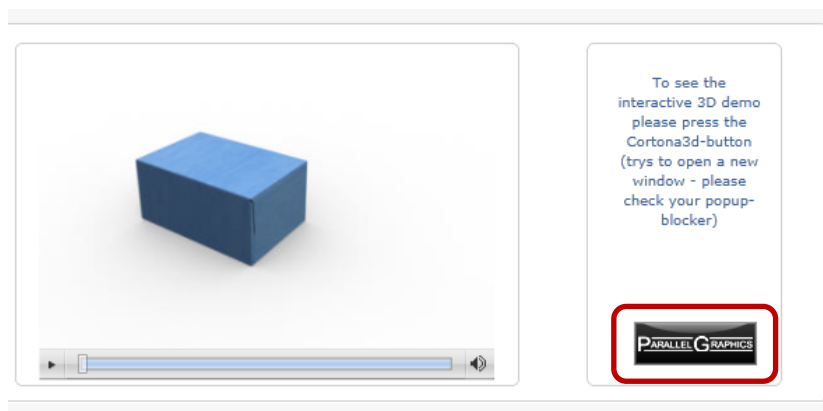 To see the
interactive 3D demo
please press the
Cortona3d-button
(trys to open a new
window - please
check your popup-
blocker)
PARALLELGRAPHICS